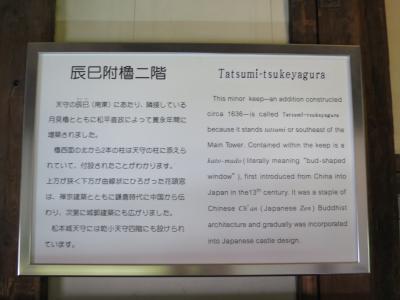 辰巳附櫓二階
天守の辰巳(南東)にあたり、隣接している
月見櫓とともに松平直政によって寛永年間に
増築されました。
櫓西面の北から2本の柱は天守の柱に添えら
れていて、付設されたことがわかります。
上方が狭く下方が曲線状にひろがった花頭窓
は、禅宗建築とともに鎌倉時代に中国から伝
わり、次第に城郭建築にも広がりました。
松本城天守には乾小天守四階にも設けられ
ています。
Tatsumi-tsukeyagura
This minor keep—an addition constructed
circa 1636—is called Tatsumi-tsukeyagura
because it stands tatsumi or southeast of the
Main Tower. Contained within the keep is a
kato-mado (literally meaning "bud-shaped
window"), first introduced from China into
Japan in the 13th century. It was a staple of
Chinese Ch'an (Japanese Zen) Buddhist
architecture and gradually was incorporated
into Japanese castle design.